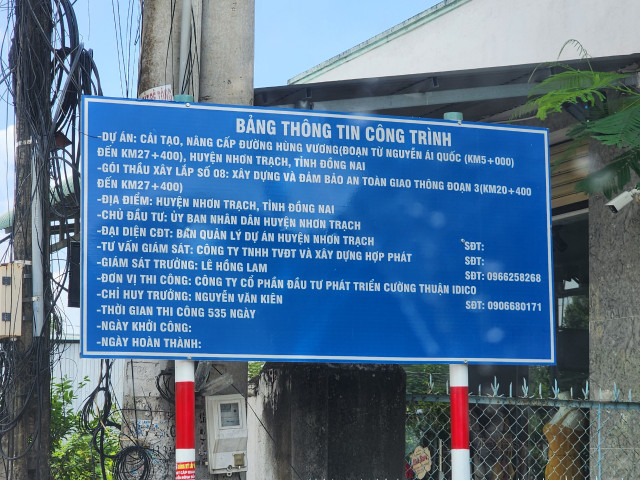 BẢNG THÔNG TIN CÔNG TRÌNH
-DỰ ÁN: CẢI TẠO, NÂNG CẤP ĐƯỜNG HÙNG VƯƠNG(ĐOẠN TỪ NGUYỄN ÁI QUỐC (KM5+000)
ĐẾN KM27+400), HUYỆN NHƠN TRẠCH, TỈNH ĐỒNG NAI
-GÓI THẦU XÂY LẮP SỐ 08: XÂY DỰNG VÀ ĐẢM BẢO AN TOÀN GIAO THÔNG ĐOẠN 3(KM20+400
ĐẾN KM27+400)
-ĐỊA ĐIỂM: HUYỆN NHƠN TRẠCH, TỈNH ĐỒNG NAI
-CHỦ ĐẦU TƯ: ỦY BAN NHÂN DÂN HUYỆN NHƠN TRẠCH
-ĐẠI DIỆN CĐT: BAN QUẢN LÝ DỰ ÁN HUYỆN NHƠN TRẠCH SĐT:
-TƯ VẤN GIÁM SÁT: CÔNG TY TNHH TVĐT VÀ XÂY DỰNG HỢP PHÁT SĐT:
-GIÁM SÁT TRƯỞNG: LÊ HỒNG LAM SĐT: 0966258268
-ĐƠN VỊ THI CÔNG: CÔNG TY CỔ PHẦN ĐẦU TƯ PHÁT TRIỂN CƯỜNG THUẬN IDICO
-CHỈ HUY TRƯỞNG: NGUYỄN VĂN KIÊN SĐT: 0906680171
-THỜI GIAN THI CÔNG 535 NGÀY
-NGÀY KHỞI CÔNG:
-NGÀY HOÀN THÀNH: